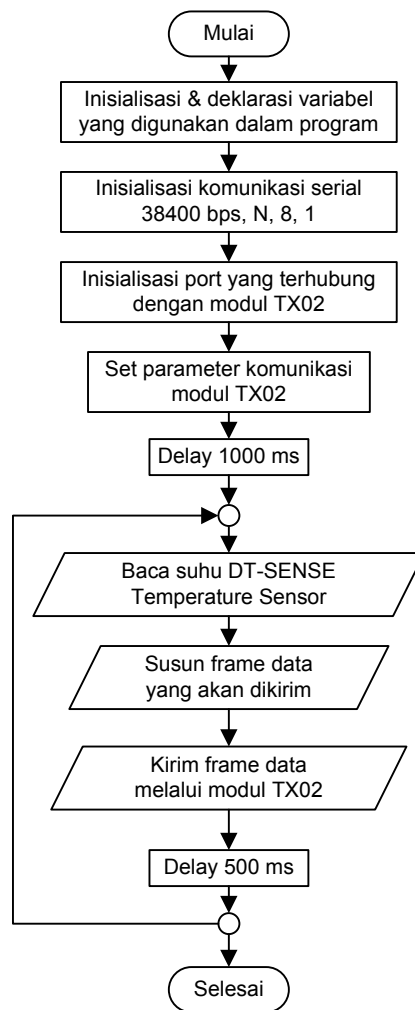 Mulai
Inisialisasi & deklarasi variabel
yang digunakan dalam program
Inisialisasi komunikasi serial
38400 bps, N, 8, 1
Inisialisasi port yang terhubung
dengan modul TX02
Set parameter komunikasi
modul TX02
Delay 1000 ms
Baca suhu DT-SENSE
Temperature Sensor
Susun frame data
yang akan dikirim
Kirim frame data
melalui modul TX02
Delay 500 ms
Selesai